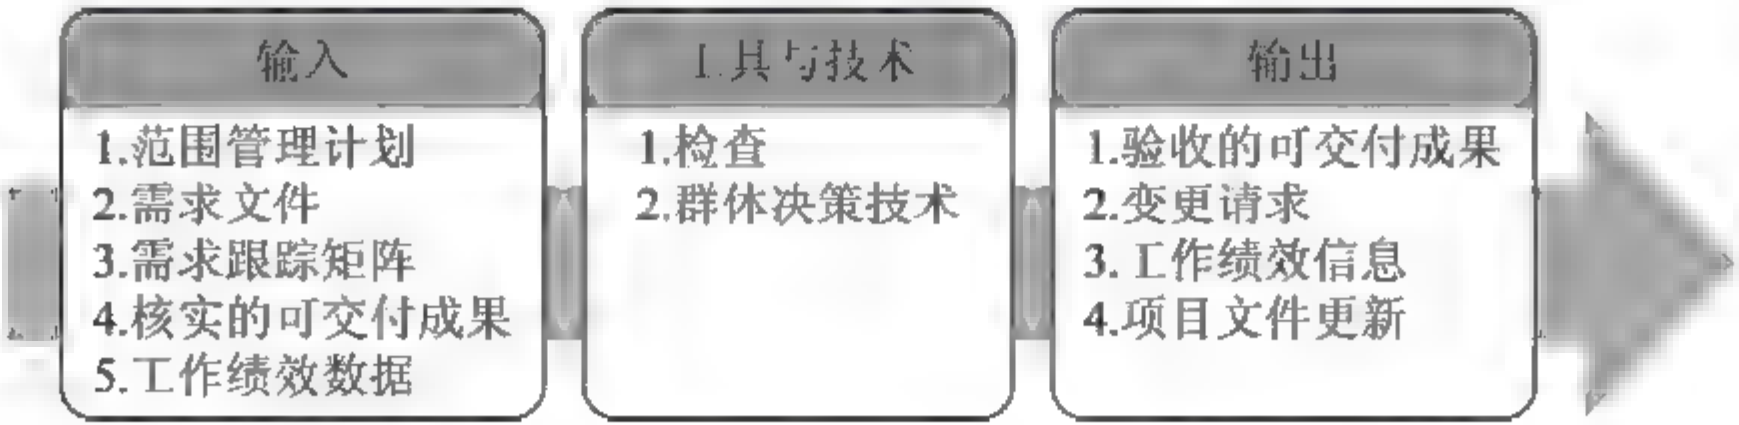 输入
1.范围管理计划
2.需求文件
3.需求跟踪矩阵
4.核实的可交付成果
5.工作绩效数据
工具与技术
1.检查
2.群体决策技术
输出
1.验收的可交付成果
2.变更请求
3.工作绩效信息
4.项目文件更新